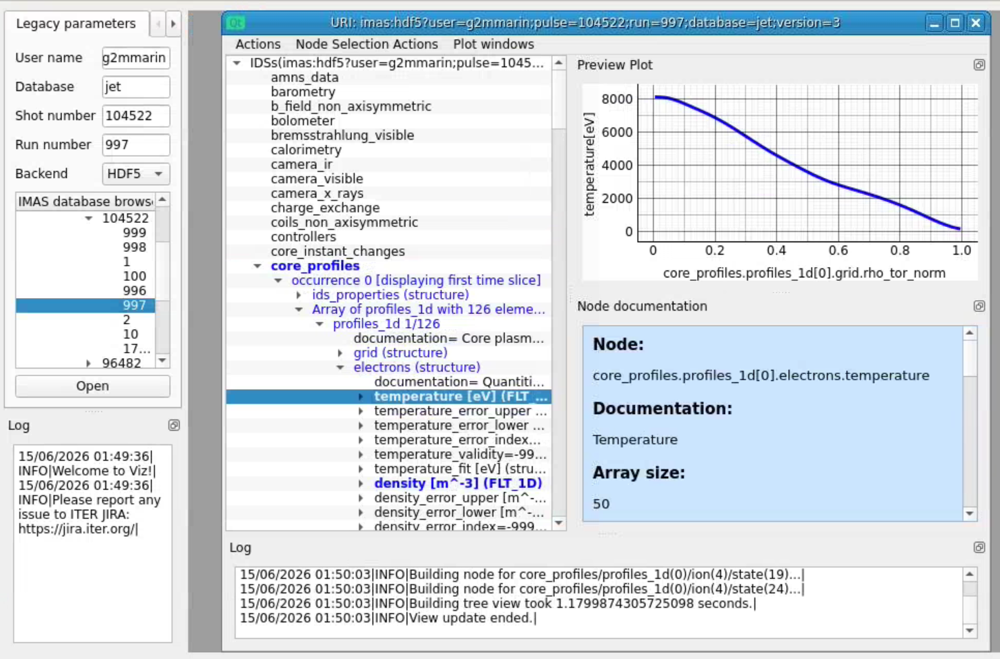 Legacy parameters
User name g2mmarin
Database jet
Shot number 104522
Run number 997
Backend HDF5
IMAS database brows
104522
999
998
1
100
996
997
2
10
17...
96482
Open
Log
15/06/2026 01:49:36|
INFO|Welcome to Viz!|
15/06/2026 01:49:36|
INFO|Please report any
issue to ITER JIRA:
https://jira.iter.org/|
Qt URI: imas:hdf5?user=g2mmarin;pulse=104522;run=997;database=jet;version=3
Actions Node Selection Actions Plot windows
IDSs(imas:hdf5?user=g2mmarin;pulse=1045...
amns_data
barometry
b_field_non_axisymmetric
bolometer
bremsstrahlung_visible
calorimetry
camera_ir
camera_visible
camera_x_rays
charge_exchange
coils_non_axisymmetric
controllers
core_instant_changes
core_profiles
occurrence 0 [displaying first time slice]
ids_properties (structure)
Array of profiles_1d with 126 eleme...
profiles_1d 1/126
documentation= Core plasm...
grid (structure)
electrons (structure)
documentation= Quantiti...
temperature [eV] (FLT_...
temperature_error_upper ...
temperature_error_lower ...
temperature_error_index...
temperature_validity=-99...
temperature_fit [eV] (stru...
density [m^-3] (FLT_1D)
density_error_upper [m^-...
density_error_lower [m^-...
density_error_index=-999...
Preview Plot
temperature[eV]
8000
6000
4000
2000
0
0 0.2 0.4 0.6 0.8 1.0
core_profiles.profiles_1d[0].grid.rho_tor_norm
Node documentation
Node:
core_profiles.profiles_1d[0].electrons.temperature
Documentation:
Temperature
Array size:
50
Log
15/06/2026 01:50:03|INFO|Building node for core_profiles/profiles_1d(0)/ion(4)/state(19)...|
15/06/2026 01:50:03|INFO|Building node for core_profiles/profiles_1d(0)/ion(4)/state(24)...|
15/06/2026 01:50:03|INFO|Building tree view took 1.1799874305725098 seconds.|
15/06/2026 01:50:03|INFO|View update ended.|